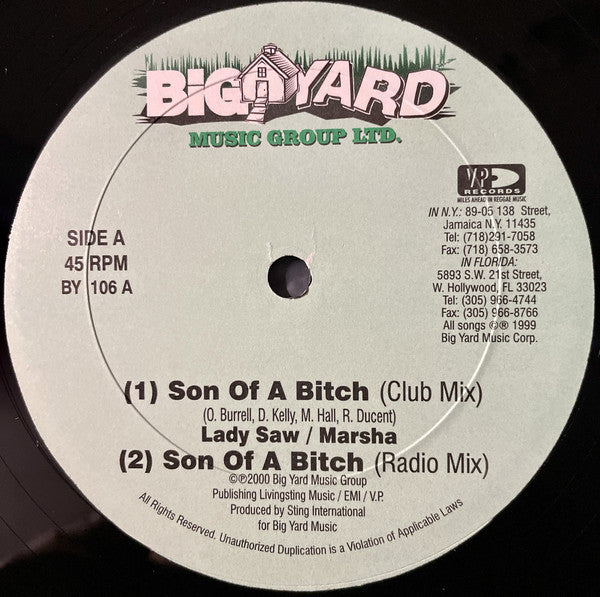 BIG YARD
MUSIC GROUP LTD.
VP
RECORDS
MILES AHEAD IN REGGAE MUSIC
IN N.Y.: 89-05 138 Street,
Jamaica N.Y. 11435
Tel: (718)291-7058
Fax: (718) 658-3573
IN FLORIDA:
5893 S.W. 21st Street,
W. Hollywood, FL 33023
Tel: (305) 966-4744
Fax: (305) 966-8766
All songs ©℗ 1999
Big Yard Music Corp.
SIDE A
45 RPM
BY 106 A
(1) Son Of A Bitch (Club Mix)
(O. Burrell, D. Kelly, M. Hall, R. Ducent)
Lady Saw / Marsha
(2) Son Of A Bitch (Radio Mix)
©℗2000 Big Yard Music Group
Publishing Livingsting Music / EMI / V.P.
Produced by Sting International
for Big Yard Music
All Rights Reserved. Unauthorized Duplication is a Violation of Applicable Laws